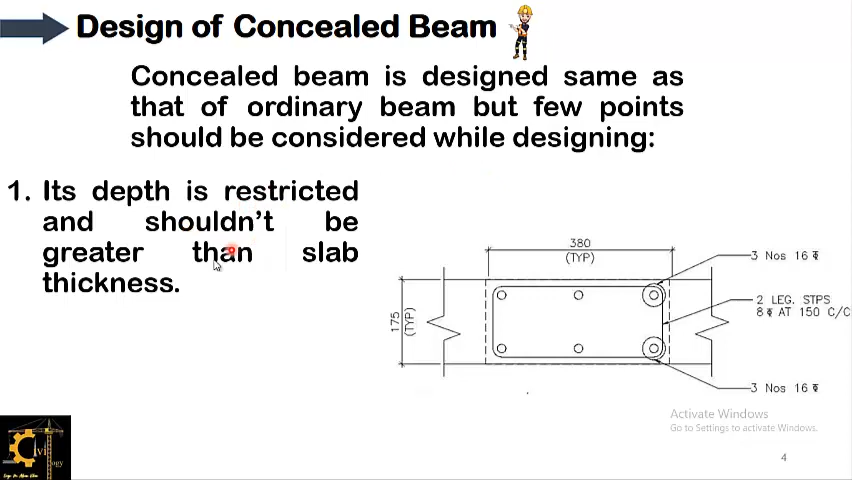 Design of Concealed Beam
Concealed beam is designed same as
that of ordinary beam but few points
should be considered while designing:
1. Its depth is restricted
and shouldn't be
greater than slab
thickness.
380
(TYP)
175
(TYP)
3 Nos 16 Φ
2 LEG. STPS
8 Φ AT 150 C/C
3 Nos 16 Φ
Activate Windows
Go to Settings to activate Windows.
4
Civi
logy